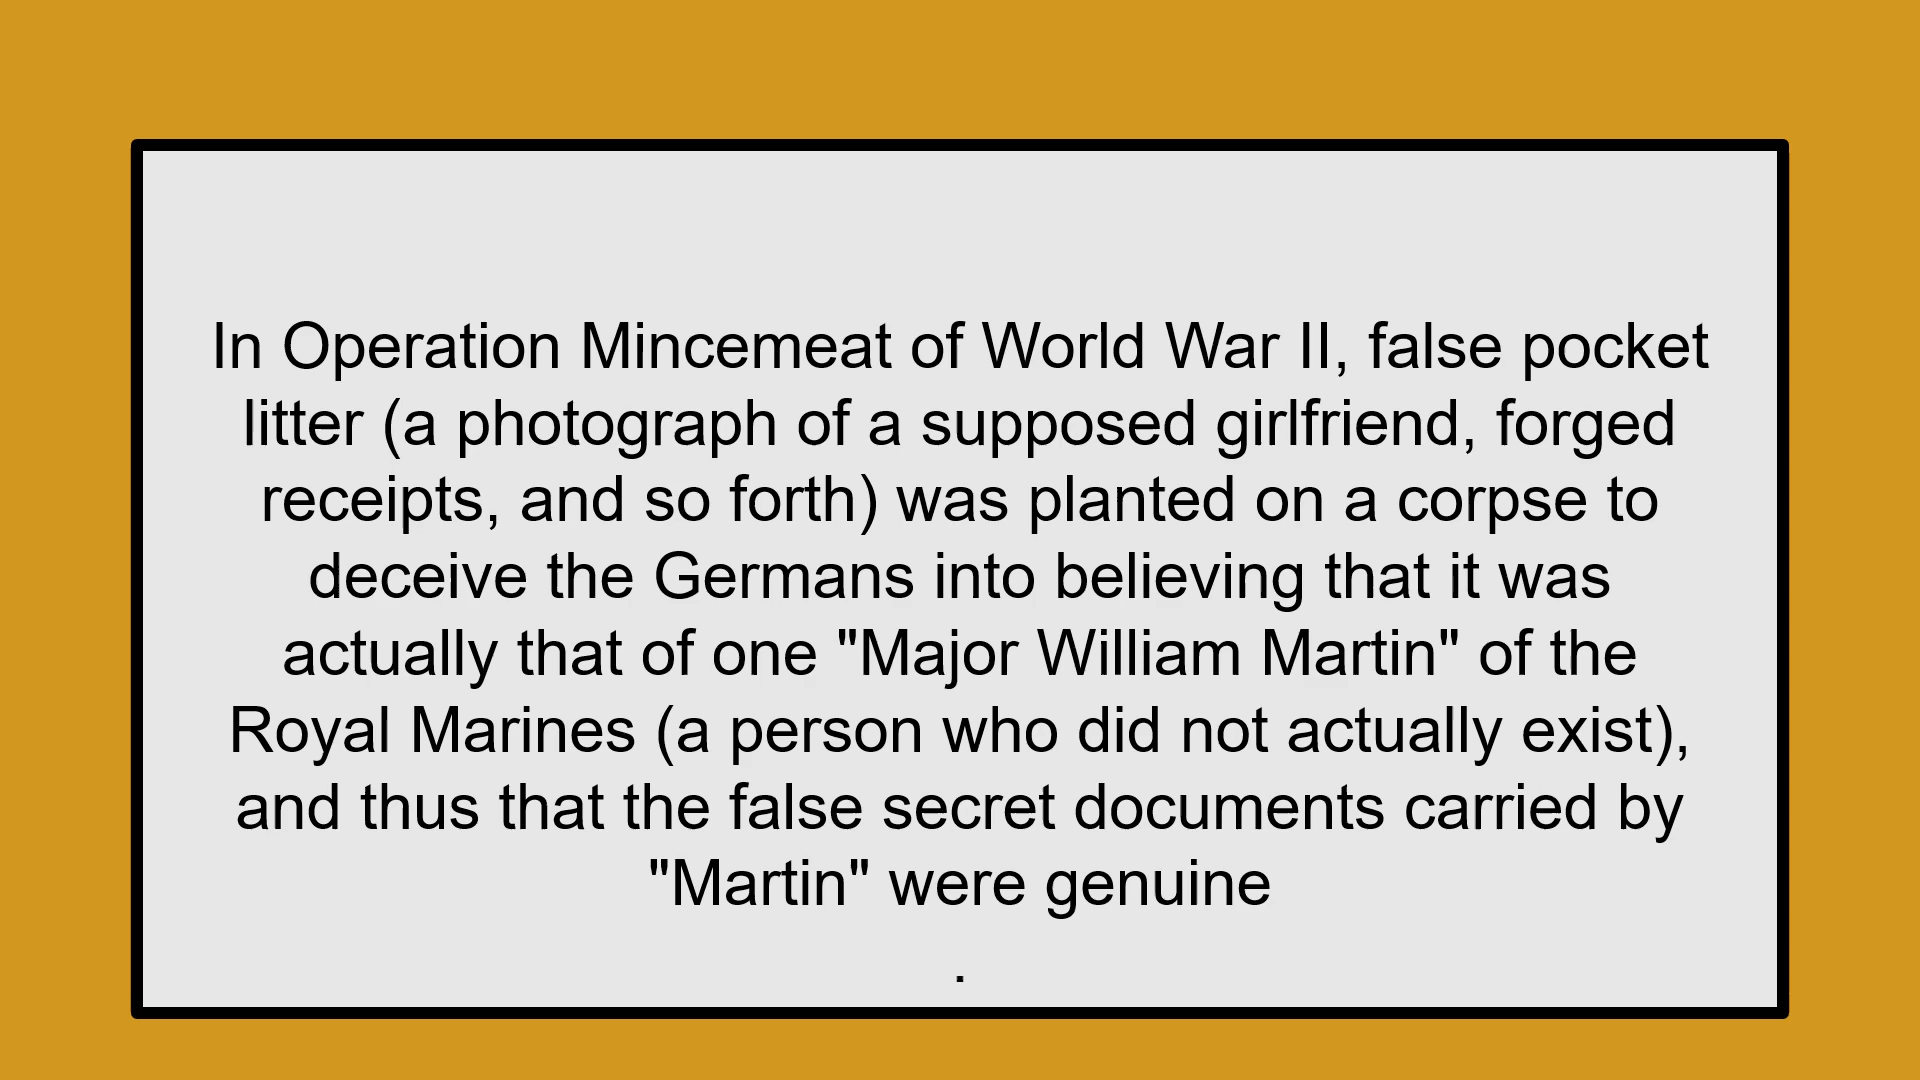 In Operation Mincemeat of World War II, false pocket
litter (a photograph of a supposed girlfriend, forged
receipts, and so forth) was planted on a corpse to
deceive the Germans into believing that it was
actually that of one "Major William Martin" of the
Royal Marines (a person who did not actually exist),
and thus that the false secret documents carried by
"Martin" were genuine
.